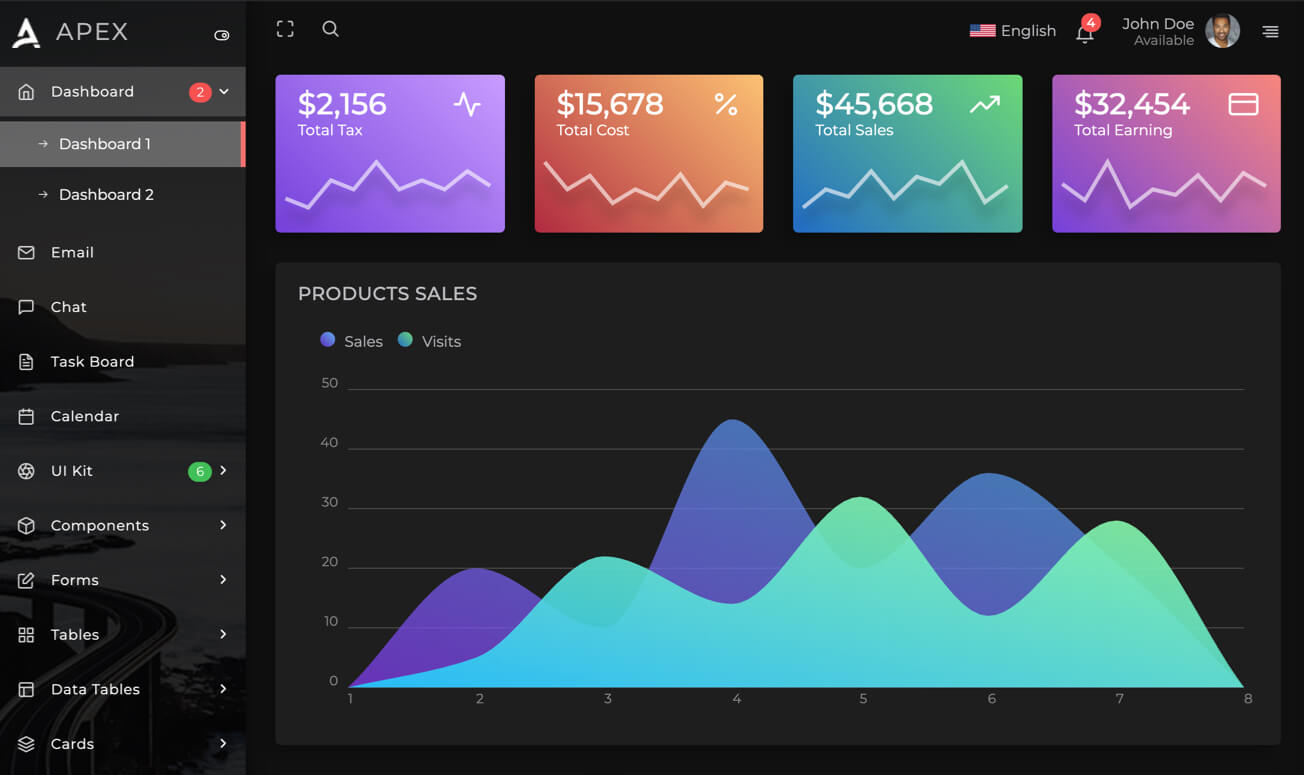 APEX
English
4
John Doe
Available
Dashboard 2
Dashboard 1
Dashboard 2
Email
Chat
Task Board
Calendar
UI Kit 6
Components
Forms
Tables
Data Tables
Cards
$2,156
Total Tax
$15,678
%
Total Cost
$45,668
Total Sales
$32,454
Total Earning
PRODUCTS SALES
Sales Visits
50
40
30
20
10
0
1 2 3 4 5 6 7 8